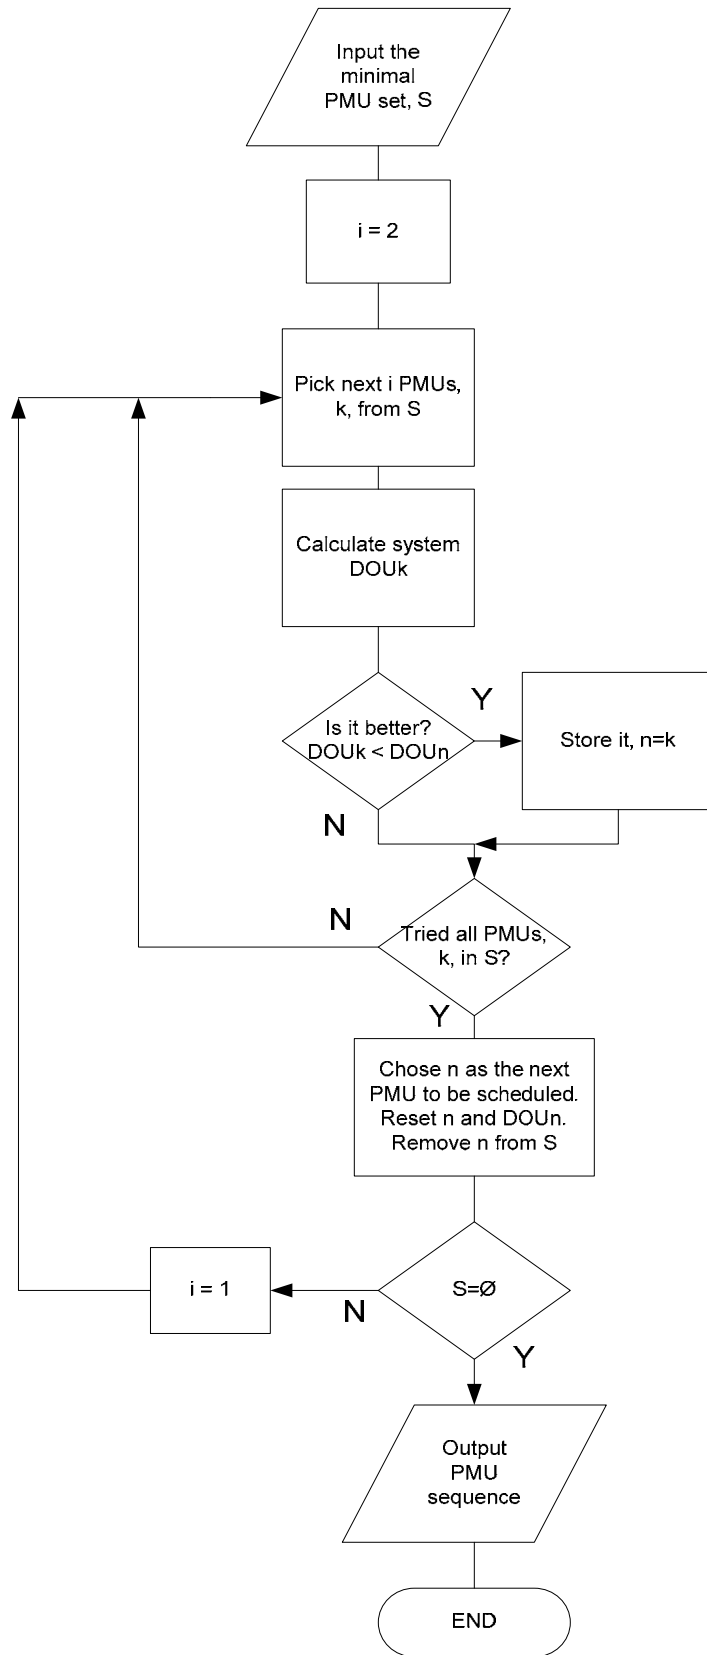 Input the
minimal
PMU set, S
i = 2
Pick next i PMUs,
k, from S
Calculate system
DOUk
Is it better?
DOUk < DOUn
Y
Store it, n=k
N
Tried all PMUs,
k, in S?
N
Y
Chose n as the next
PMU to be scheduled.
Reset n and DOUn.
Remove n from S
S=Ø
N
i = 1
Y
Output
PMU
sequence
END